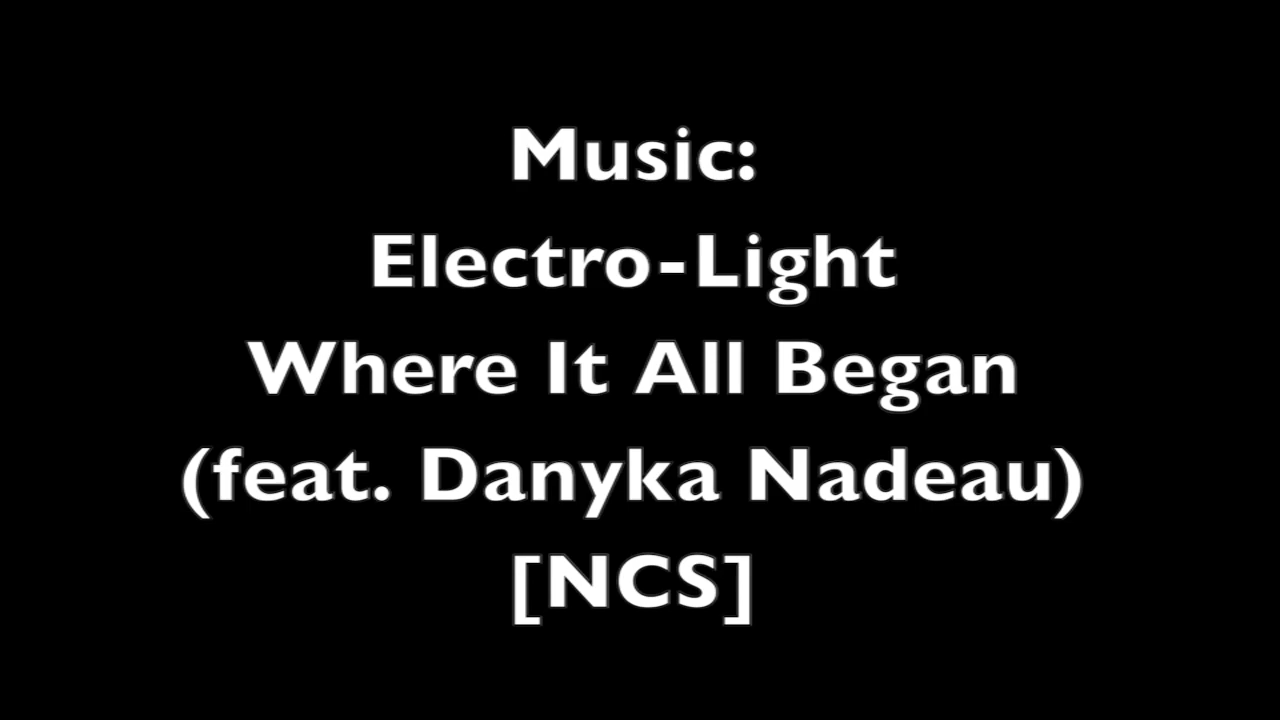 Music:
Electro-Light
Where It All Began
(feat. Danyka Nadeau)
[NCS]